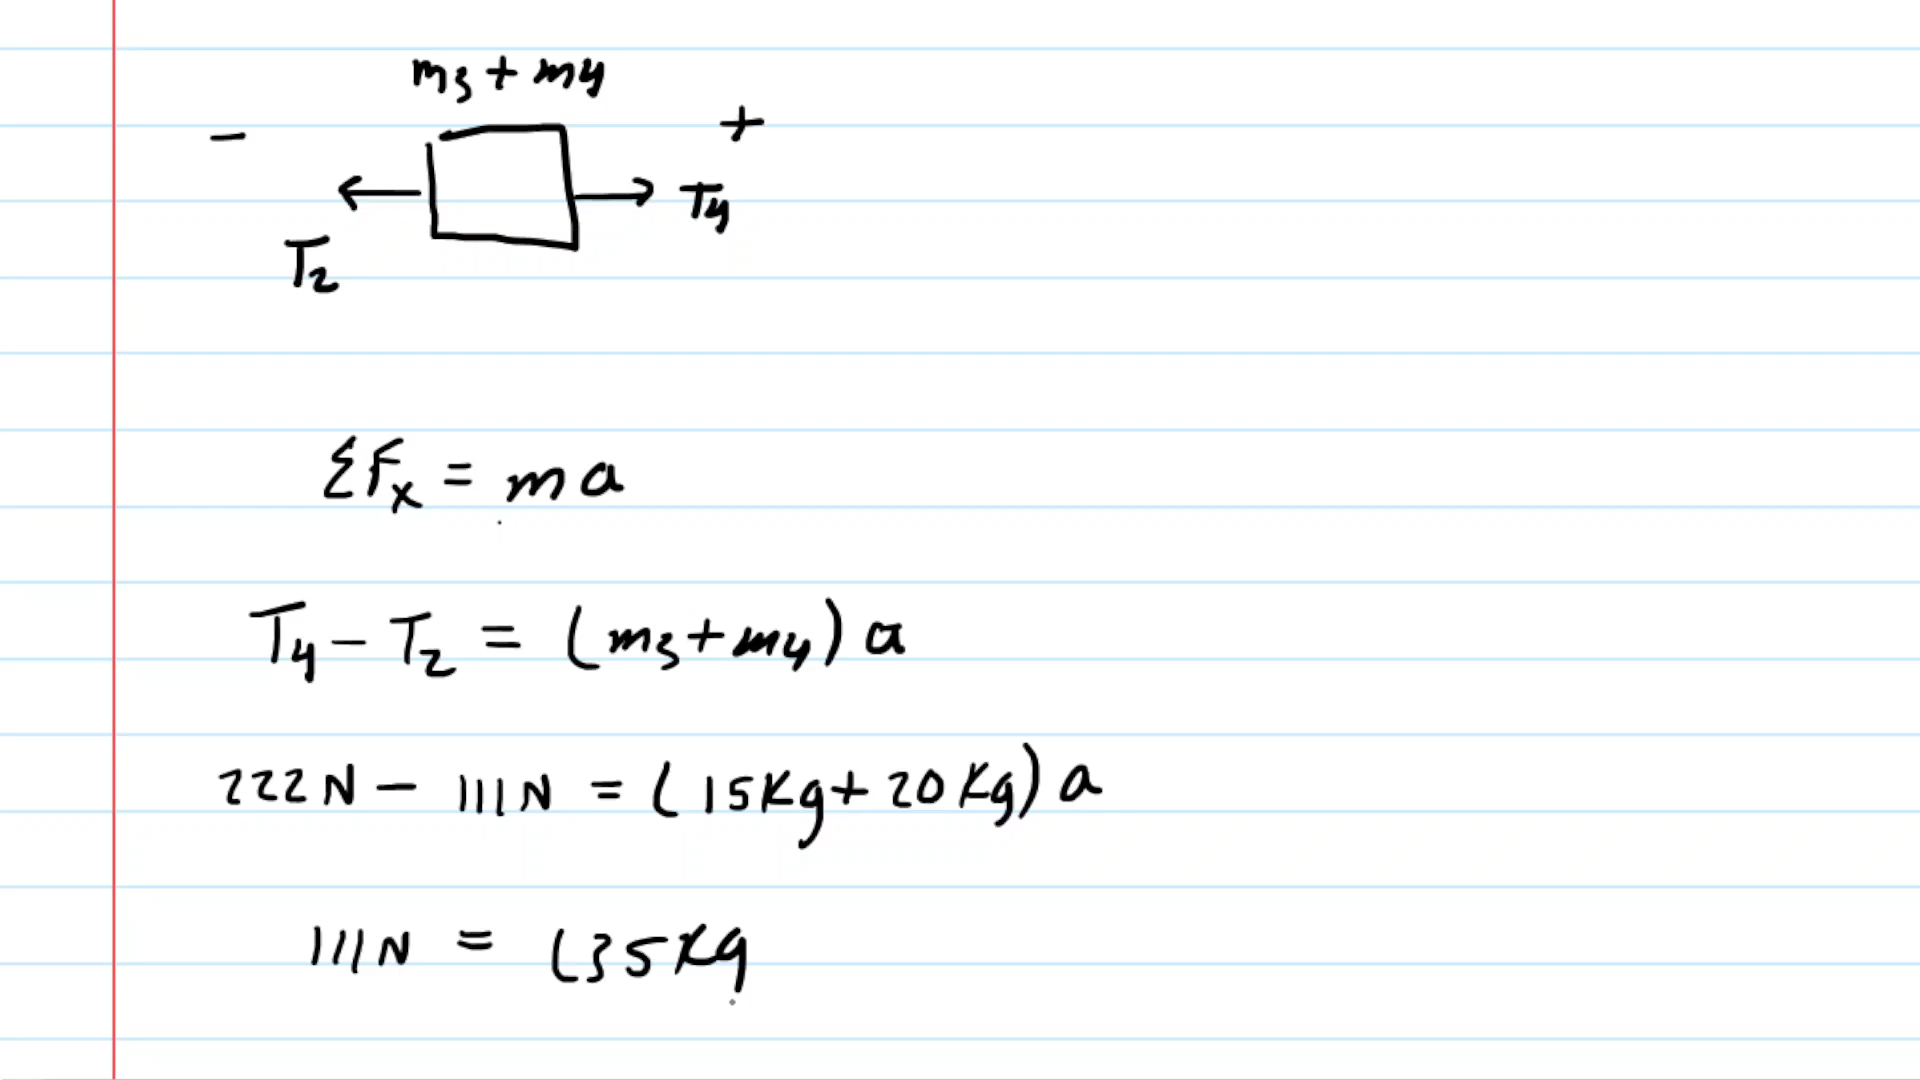 m₃ + m₄
− +
T₄
T₂
ΣFₓ = ma
T₄ − T₂ = (m₃+m₄) a
222N − 111N = (15Kg+20Kg) a
111N = (35Kg